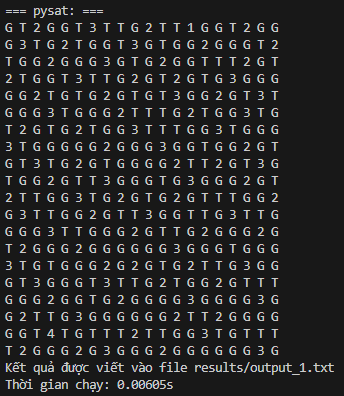 === pysat: ===
G T 2 G G T 3 T T G 2 T T 1 G G T 2 G G
G 3 T G 2 T G G T 3 G T G G 2 G G G T 2
T G G 2 T G G G 3 G T G 2 G G T T T 2 G T
2 T G G T 3 T T G 2 T G 2 G T G 3 G G G
G G 2 T G T G 2 G T G T 3 G G 2 G T 3 T
G G G 3 T G G G 2 T T T G 2 T G G 3 T G
T 2 G T G 2 T G G 3 T T T G G 3 T G G G
3 T G G G G G 2 G G G 3 G G T G G 2 G T
G T 3 T G 2 T G T G G G G 2 T T 2 G T G
T G G 2 G T T 3 G G G T G 3 G G G 2 G T
2 T T G G 3 T G 2 T G T G 2 G T T T G G 2
G 3 T T G G 2 G T T 3 G G T T G 3 T T G
G G G 3 T T G G G 2 G T T G 2 G G G 2 G
T 2 G G G 2 G G G G G G 3 G G G T G G G
3 T G T G G G 2 G 2 G T G 2 T T G 3 G G
G T 3 G G G T 3 T T G 2 T G G 2 G T T T
G G G 2 G G T G 2 G G G G 3 G G G G 3 G
G 2 T T G 3 G G G G G G 2 T T 2 G G G G
G G T 4 T G T T T 2 T T G G 3 T G T T T
T 2 G G G 2 G 3 G G G 2 G G G G G G 3 G
Kết quả được viết vào file results/output_1.txt
Thời gian chạy: 0.00605s